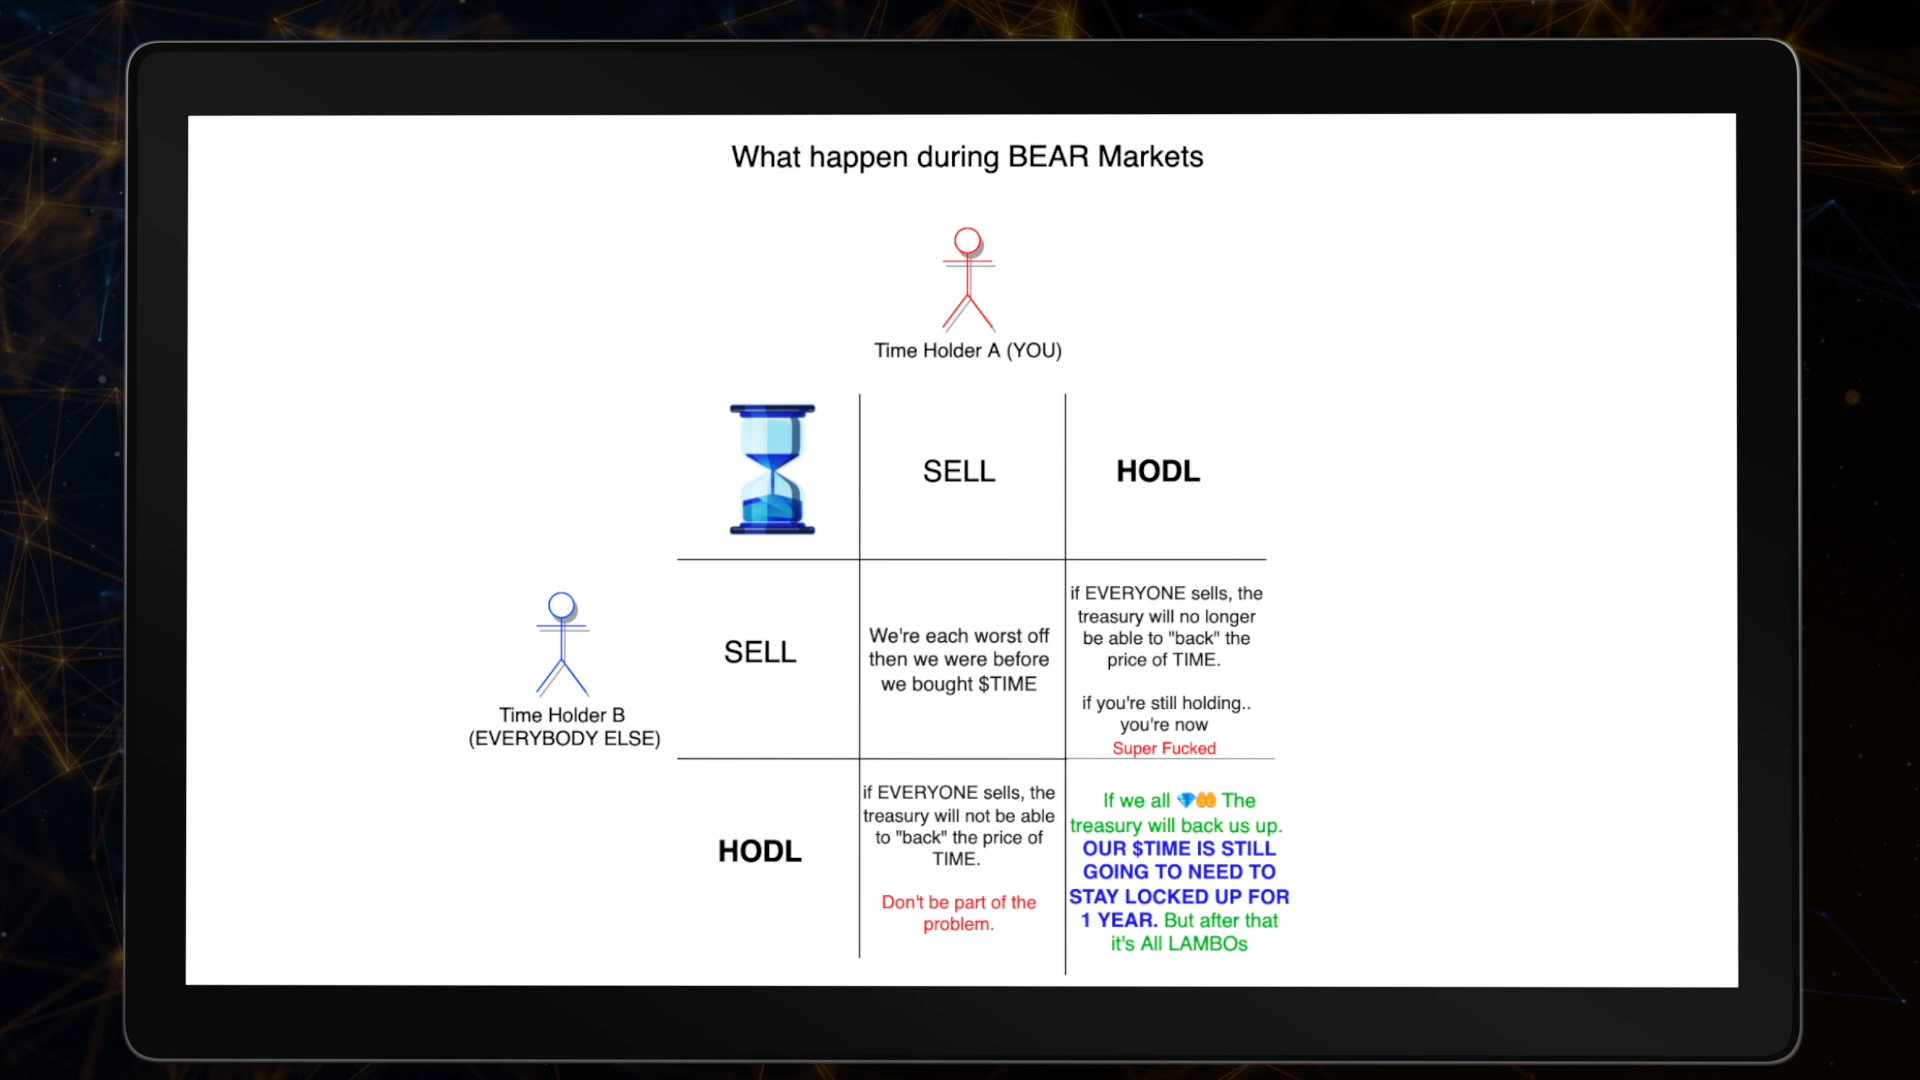 What happen during BEAR Markets
Time Holder A (YOU)
SELL
HODL
Time Holder B
(EVERYBODY ELSE)
SELL
We're each worst off
then we were before
we bought $TIME
if EVERYONE sells, the
treasury will no longer
be able to "back" the
price of TIME.
if you're still holding..
you're now
Super Fucked
HODL
if EVERYONE sells, the
treasury will not be able
to "back" the price of
TIME.
Don't be part of the
problem.
If we all 💎🤲 The
treasury will back us up.
OUR $TIME IS STILL
GOING TO NEED TO
STAY LOCKED UP FOR
1 YEAR. But after that
it's All LAMBOs